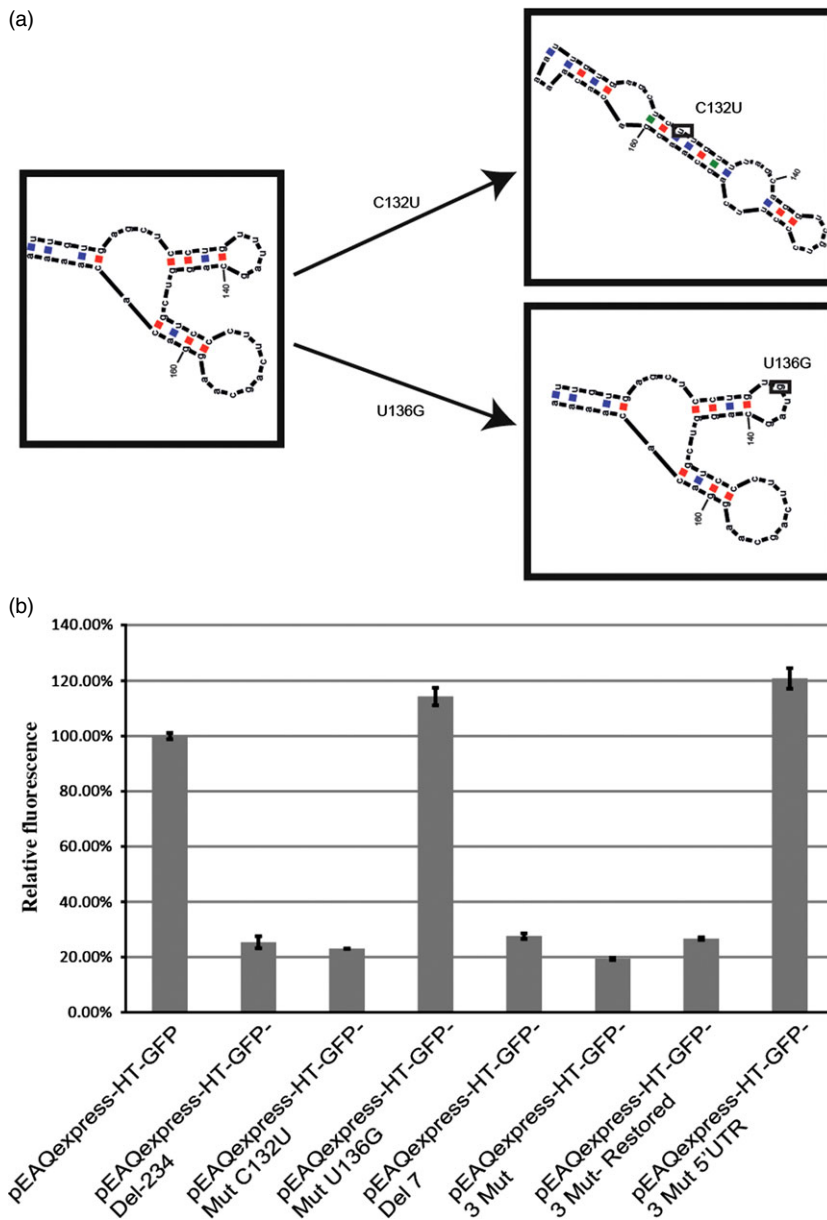 (a)
C132U
C132U
160
140
140
160
U136G
U136G
140
160
(b)
140.00%
120.00%
100.00%
80.00%
60.00%
40.00%
20.00%
0.00%
Relative fluorescence
pEAQexpress-HT-GFP
pEAQexpress-HT-GFP-
Del-234
pEAQexpress-HT-GFP-
Mut C132U
pEAQexpress-HT-GFP-
Mut U136G
pEAQexpress-HT-GFP-
Del 7
pEAQexpress-HT-GFP-
3 Mut
pEAQexpress-HT-GFP-
3 Mut- Restored
pEAQexpress-HT-GFP-
3 Mut 5'UTR